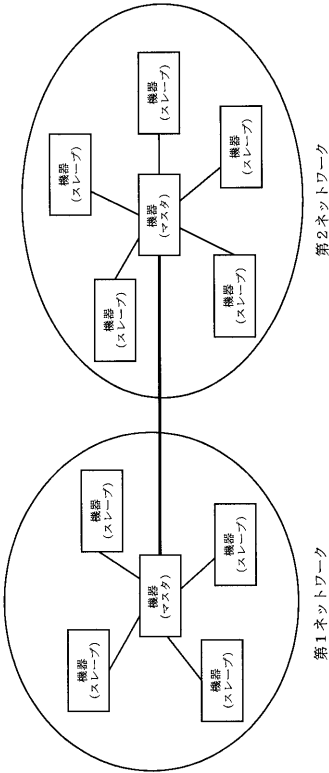 機器
(スレーブ)
機器
(スレーブ)
機器
(マスタ)
機器
(スレーブ)
機器
(スレーブ)
第1ネットワーク
機器
(スレーブ)
機器
(スレーブ)
機器
(マスタ)
機器
(スレーブ)
機器
(スレーブ)
機器
(スレーブ)
第2ネットワーク